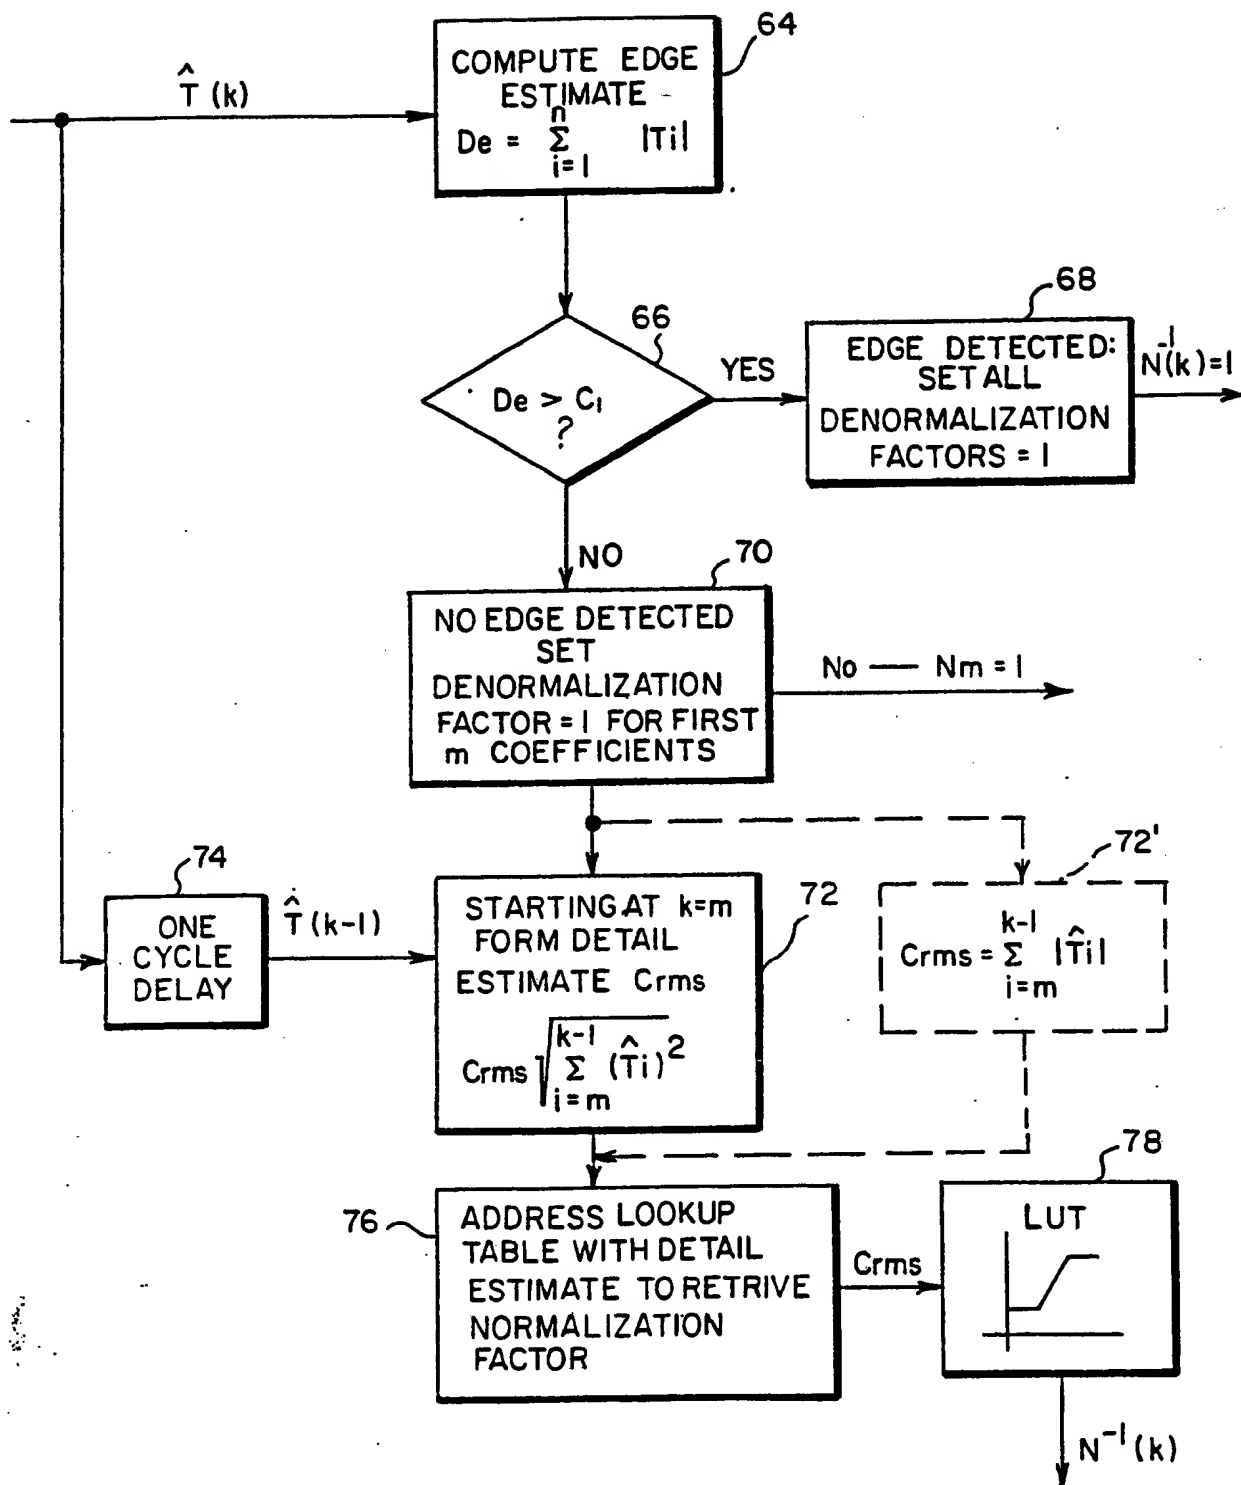 64
COMPUTE EDGE
ESTIMATE
T̂(k)
De = n Σ i=1 |Ti|
66
De > C1
?
YES
68
EDGE DETECTED:
SET ALL
DENORMALIZATION
FACTORS = 1
N⁻¹(k)=1
NO
70
NO EDGE DETECTED
SET
DENORMALIZATION
FACTOR = 1 FOR FIRST
m COEFFICIENTS
No — Nm = 1
74
ONE
CYCLE
DELAY
T̂(k-1)
72
STARTING AT k=m
FORM DETAIL
ESTIMATE Crms
Crms √ k-1 Σ i=m (T̂i)²
72'
Crms = k-1 Σ i=m |T̂i|
76
ADDRESS LOOKUP
TABLE WITH DETAIL
ESTIMATE TO RETRIVE
NORMALIZATION
FACTOR
Crms
78
LUT
N⁻¹(k)